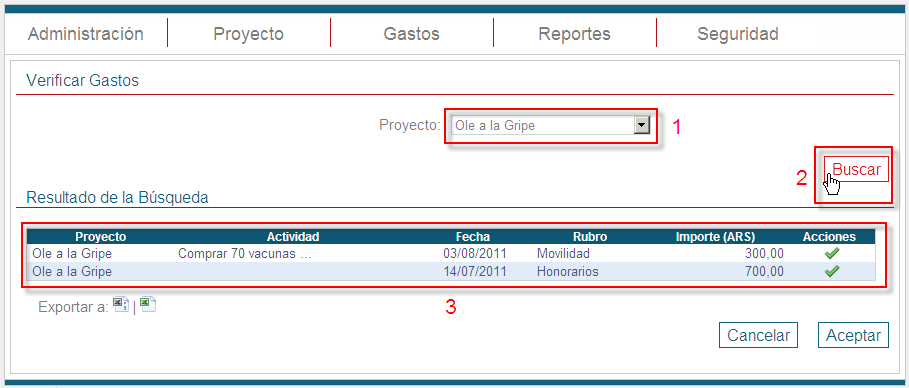 Administración Proyecto Gastos Reportes Seguridad
Verificar Gastos
Proyecto: Ole a la Gripe 1
2 Buscar
Resultado de la Búsqueda
Proyecto Actividad Fecha Rubro Importe (ARS) Acciones
Ole a la Gripe Comprar 70 vacunas ... 03/08/2011 Movilidad 300,00
Ole a la Gripe 14/07/2011 Honorarios 700,00
Exportar a: | 3
Cancelar Aceptar